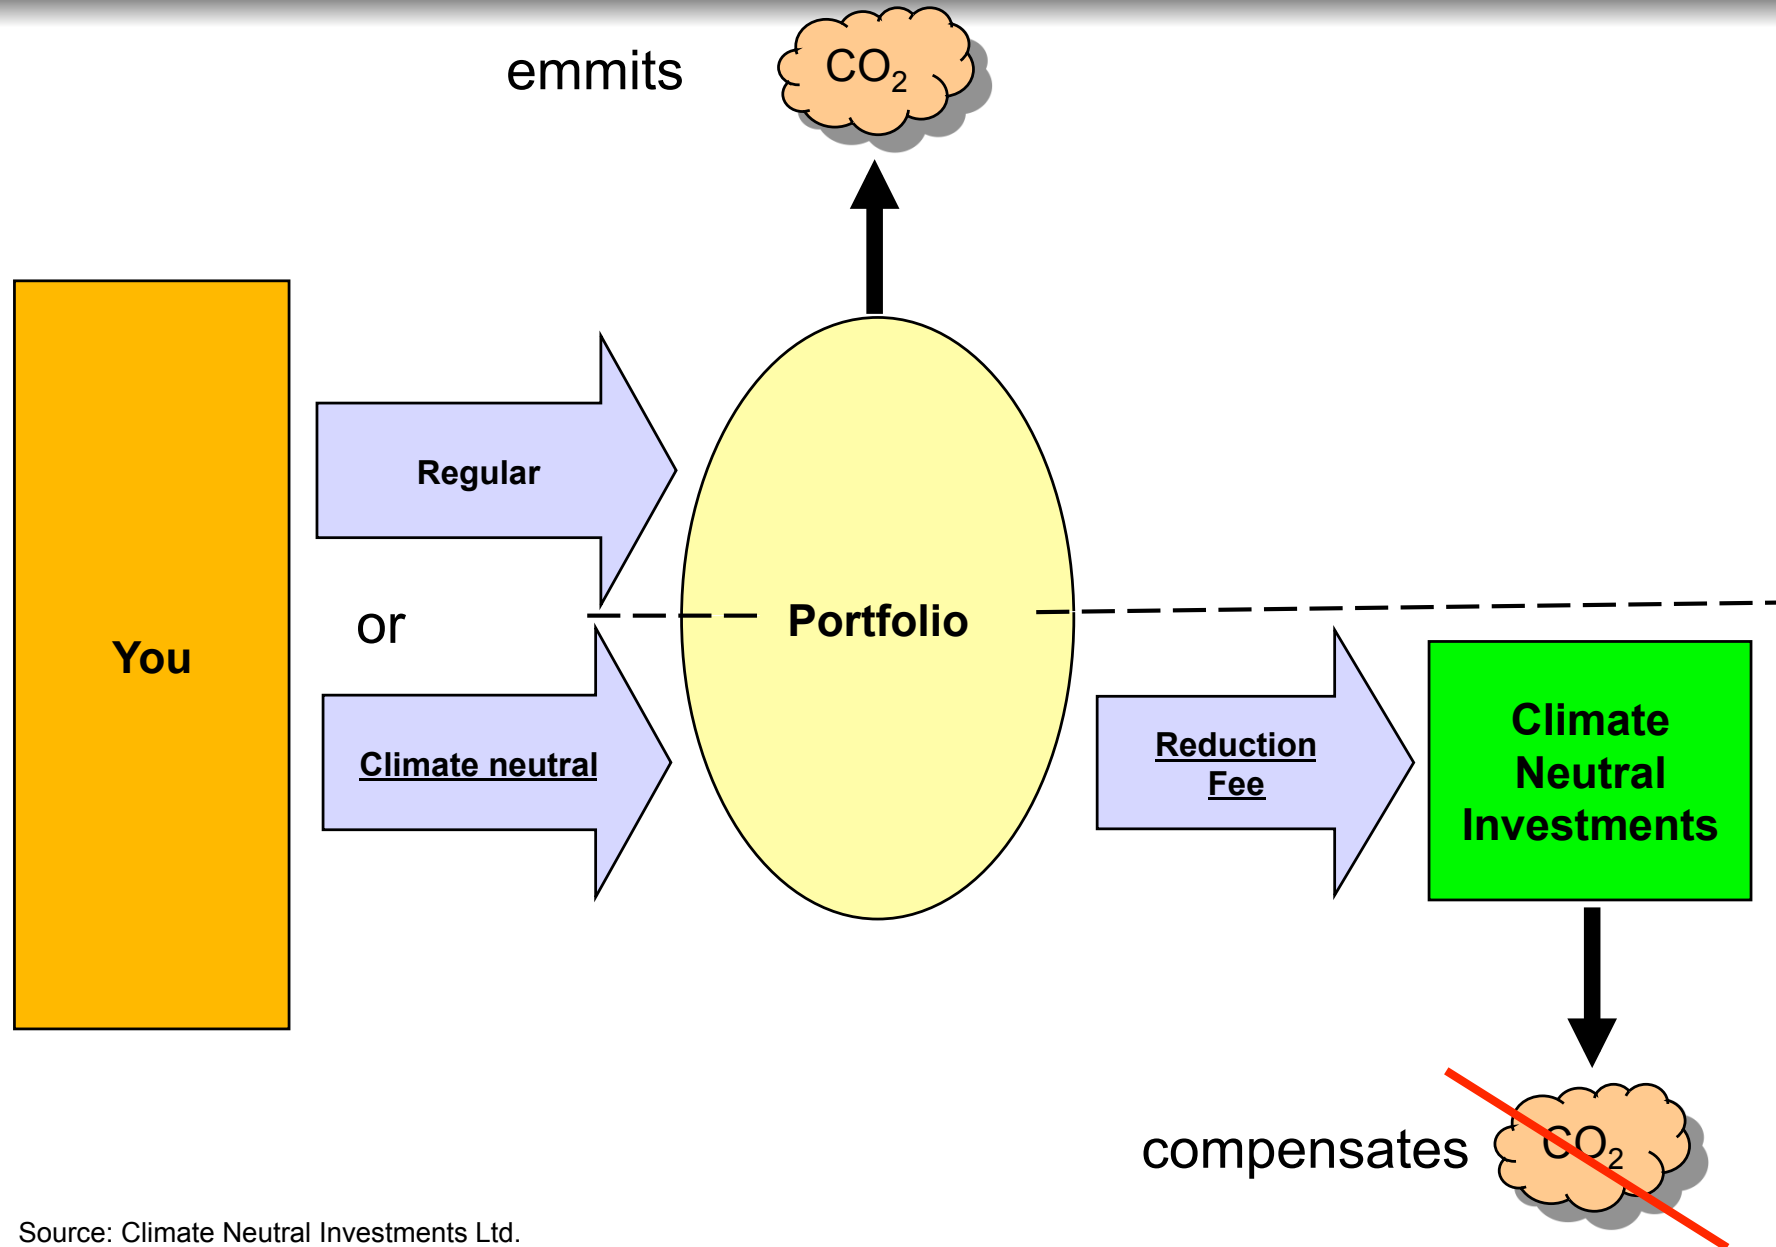 emmits
CO₂
Regular
or
Portfolio
You
Climate neutral
Reduction
Fee
Climate
Neutral
Investments
compensates
CO₂
Source: Climate Neutral Investments Ltd.